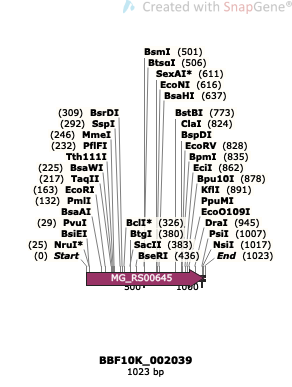 Created with SnapGene®
BsmI (501)
BtsαI (506)
SexAI* (611)
EcoNI (616)
BsaHI (637)
(309) BsrDI BstBI (773)
(292) SspI ClaI (824)
(246) MmeI BspDI
(232) PflFI EcoRV (828)
Tth111I BpmI (835)
(225) BsaWI EciI (862)
(217) TaqII Bpu10I (878)
(163) EcoRI KflI (891)
(132) PmlI PpuMI
BsaAI EcoO109I
(29) PvuI BclI* (326) DraI (945)
BsiEI BtgI (380) PsiI (1007)
(25) NruI* SacII (383) NsiI (1017)
(0) Start BseRI (436) End (1023)
MG_RS00645
500 1000
BBF10K_002039
1023 bp